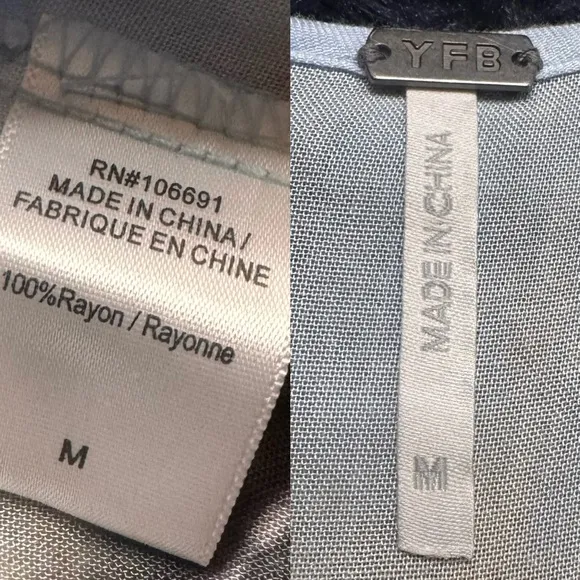 RN#106691
MADE IN CHINA/
FABRIQUE EN CHINE
100%Rayon / Rayonne
M
YFB
MADE IN CHINA
M